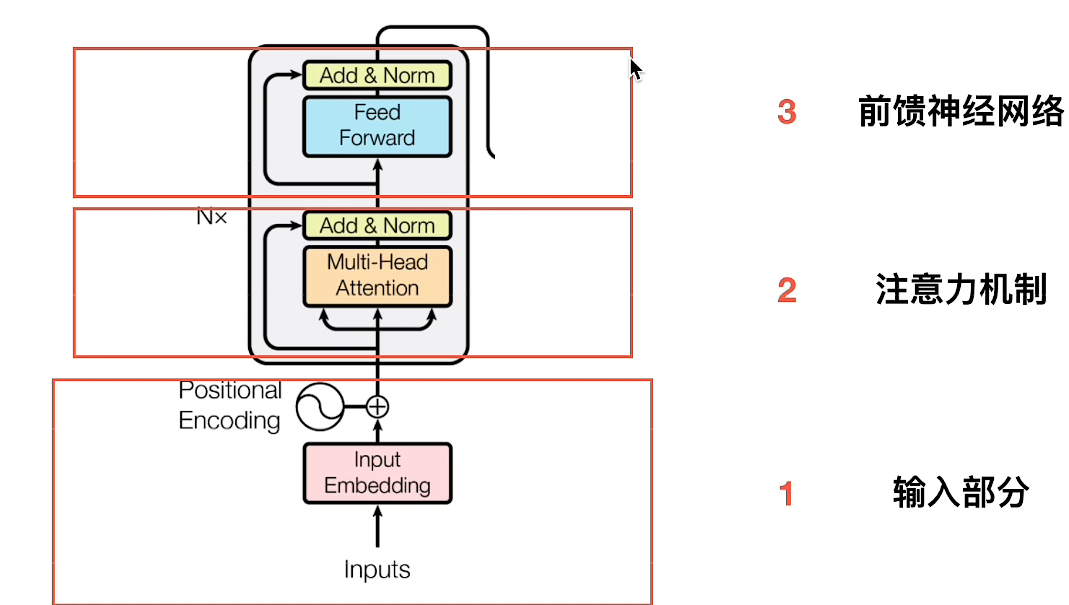 Add & Norm
Feed
Forward
3 前馈神经网络
N×
Add & Norm
Multi-Head
Attention
2 注意力机制
Positional
Encoding
Input
Embedding
1 输入部分
Inputs